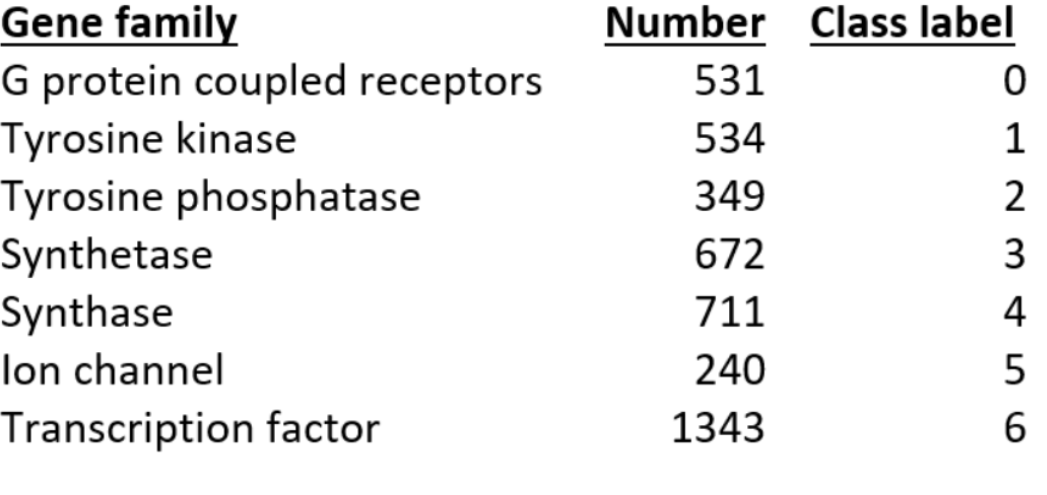 Gene family Number Class label
G protein coupled receptors 531 0
Tyrosine kinase 534 1
Tyrosine phosphatase 349 2
Synthetase 672 3
Synthase 711 4
Ion channel 240 5
Transcription factor 1343 6